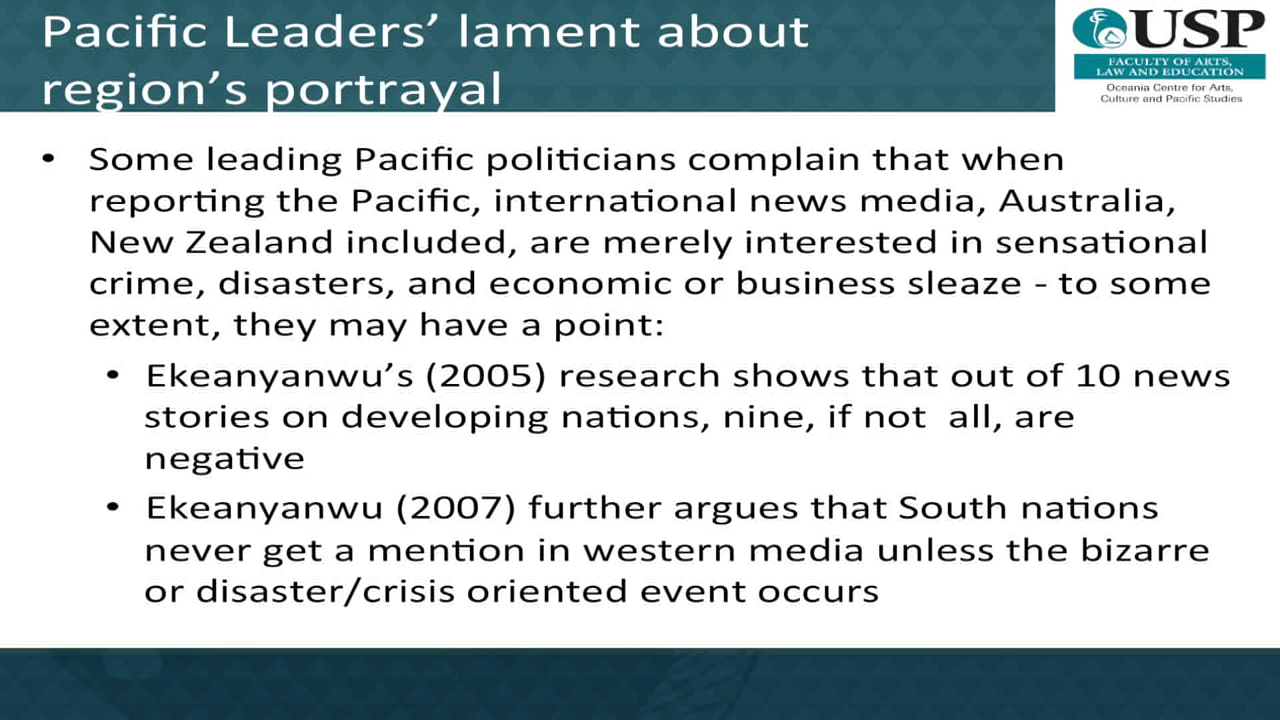 Pacific Leaders’ lament about
region’s portrayal
USP
FACULTY OF ARTS,
LAW AND EDUCATION
Oceania Centre for Arts,
Culture and Pacific Studies
• Some leading Pacific politicians complain that when
reporting the Pacific, international news media, Australia,
New Zealand included, are merely interested in sensational
crime, disasters, and economic or business sleaze - to some
extent, they may have a point:
• Ekeanyanwu’s (2005) research shows that out of 10 news
stories on developing nations, nine, if not  all, are
negative
• Ekeanyanwu (2007) further argues that South nations
never get a mention in western media unless the bizarre
or disaster/crisis oriented event occurs